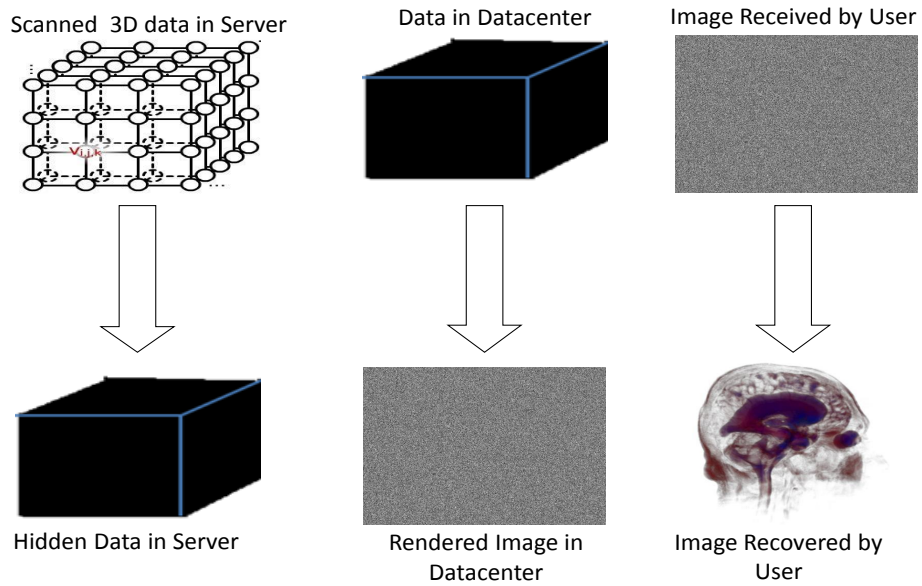 Scanned 3D data in Server
Data in Datacenter
Image Received by User
...
V i,j,k
...
Hidden Data in Server
Rendered Image in
Datacenter
Image Recovered by
User